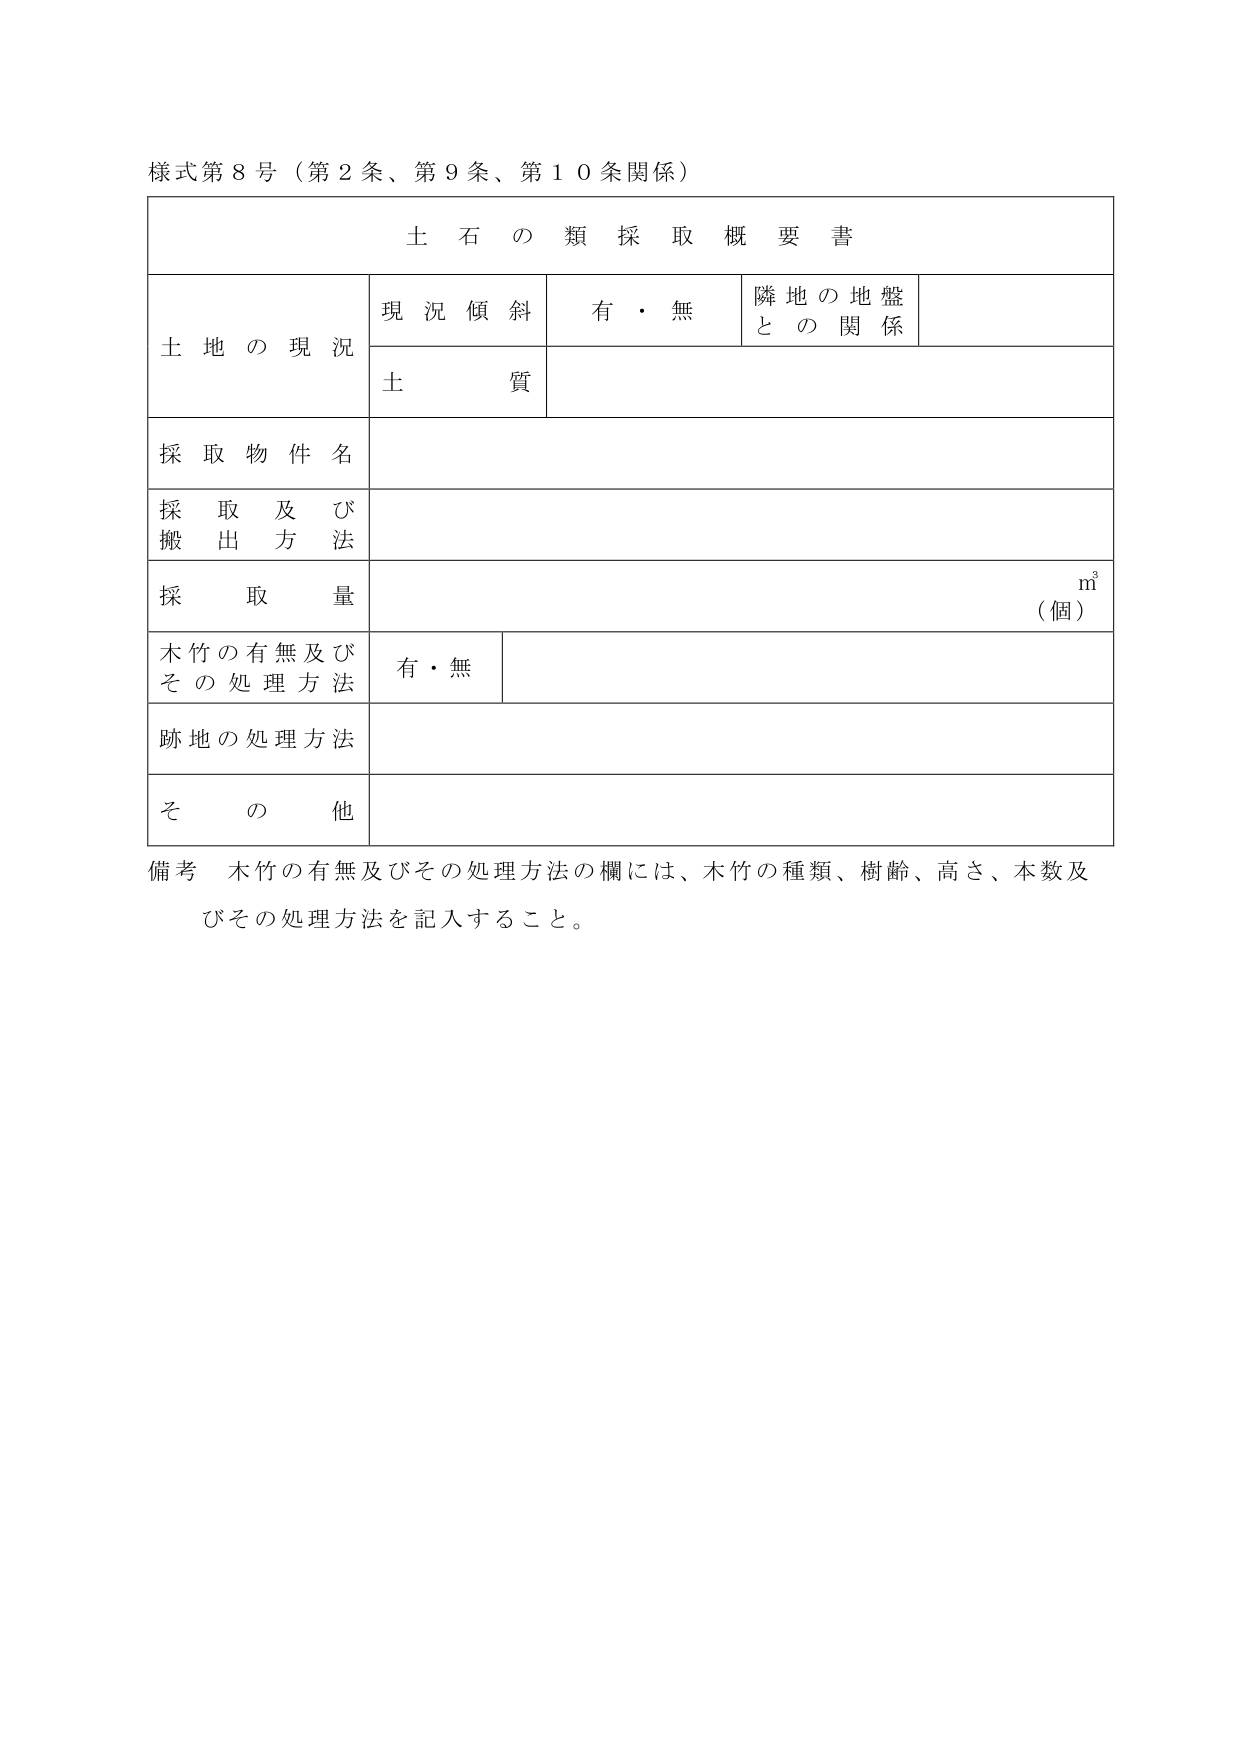 様式第８号（第２条、第９条、第１０条関係）
土石の類採取概要書
土地の現況
現況傾斜
有・無
隣地の地盤
との関係
土質
採取物件名
採取及び
搬出方法
採取量
㎥
（個）
木竹の有無及び
その処理方法
有・無
跡地の処理方法
その他
備考　木竹の有無及びその処理方法の欄には、木竹の種類、樹齢、高さ、本数及
びその処理方法を記入すること。